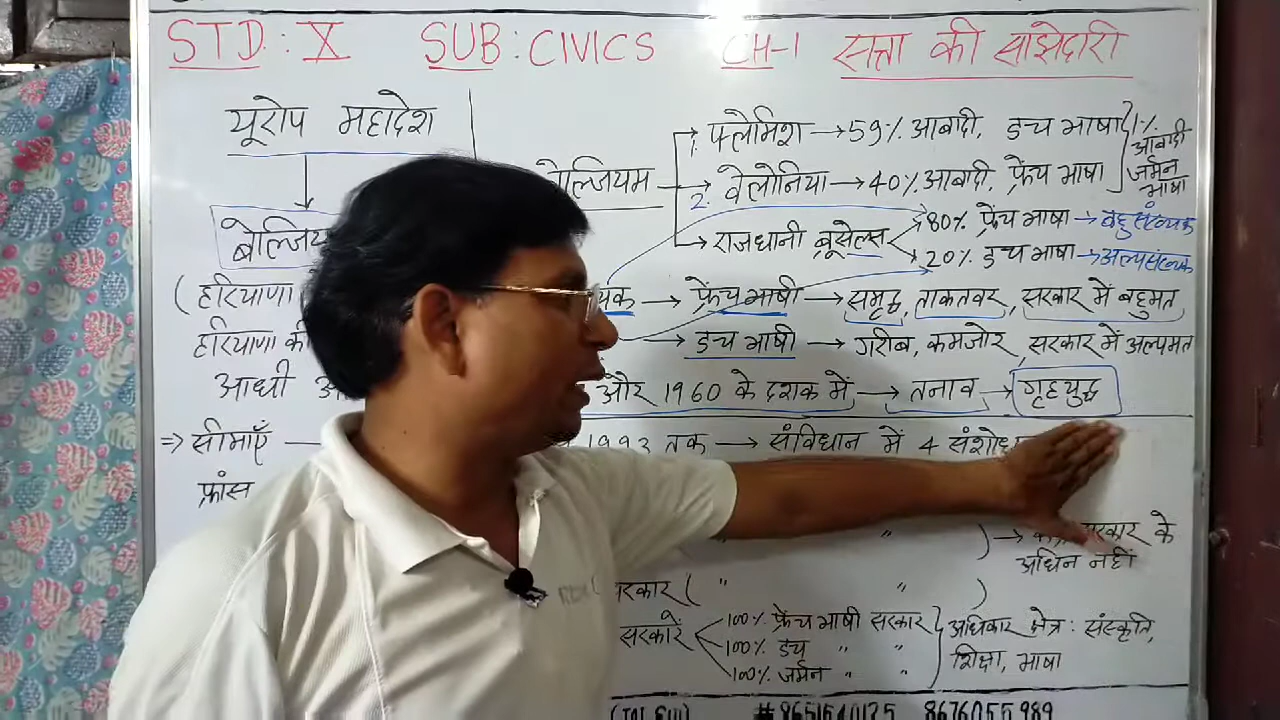 STD: X SUB: CIVICS CH-1 सत्ता की साझेदारी
यूरोप महादेश
1. फ्लेमिश → 59% आबादी, डच भाषा
1% आबादी जर्मन भाषा
2. वेलोनिया → 40% आबादी, फ्रेंच भाषा
राजधानी ब्रूसेल्स
80% फ्रेंच भाषा → बहुसंख्यक
20% डच भाषा → अल्पसंख्यक
(हरियाणा
→ फ्रेंच भाषी → समृद्ध, ताकतवर, सरकार में बहुमत
हरियाणा की
→ डच भाषी → गरीब, कमजोर, सरकार में अल्पमत
आधी
और 1960 के दशक में → तनाव → गृहयुद्ध
⇒ सीमाएँ
1993 तक → संविधान में 4
फ्रांस
" ) → सरकार के
अधिन नहीं
( " " )
सरकारें
100% फ्रेंच भाषी सरकार
100% डच " "
100% जर्मन " "
अधिकार क्षेत्र : संस्कृति,
शिक्षा, भाषा
8676055989